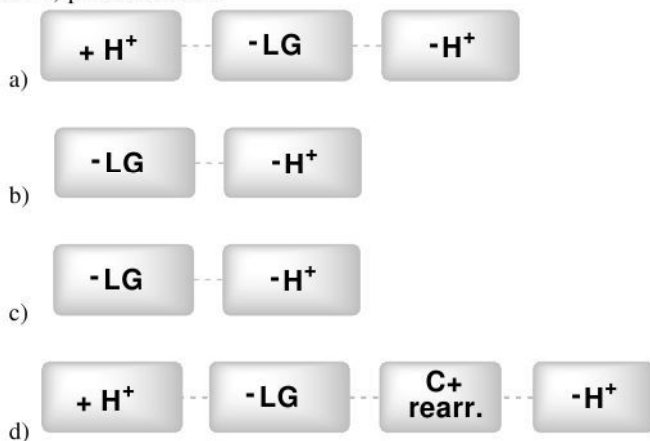 a) + H⁺ -LG -H⁺
b) -LG -H⁺
c) -LG -H⁺
d) + H⁺ -LG C+ rearr. -H⁺